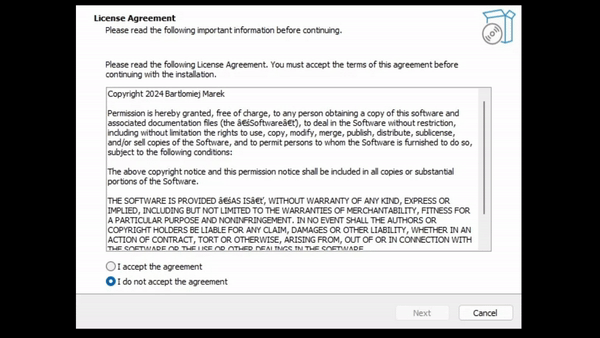 License Agreement
Please read the following important information before continuing.
Please read the following License Agreement. You must accept the terms of this agreement before
continuing with the installation.
Copyright 2024 Bartlomiej Marek
Permission is hereby granted, free of charge, to any person obtaining a copy of this software and
associated documentation files (the â€śSoftwareâ€ť), to deal in the Software without restriction,
including without limitation the rights to use, copy, modify, merge, publish, distribute, sublicense,
and/or sell copies of the Software, and to permit persons to whom the Software is furnished to do so,
subject to the following conditions:
The above copyright notice and this permission notice shall be included in all copies or substantial
portions of the Software.
THE SOFTWARE IS PROVIDED â€śAS ISâ€ť, WITHOUT WARRANTY OF ANY KIND, EXPRESS OR
IMPLIED, INCLUDING BUT NOT LIMITED TO THE WARRANTIES OF MERCHANTABILITY, FITNESS FOR
A PARTICULAR PURPOSE AND NONINFRINGEMENT. IN NO EVENT SHALL THE AUTHORS OR
COPYRIGHT HOLDERS BE LIABLE FOR ANY CLAIM, DAMAGES OR OTHER LIABILITY, WHETHER IN AN
ACTION OF CONTRACT, TORT OR OTHERWISE, ARISING FROM, OUT OF OR IN CONNECTION WITH
THE SOFTWARE OR THE USE OR OTHER DEALINGS IN THE SOFTWARE.
I accept the agreement
I do not accept the agreement
Next
Cancel